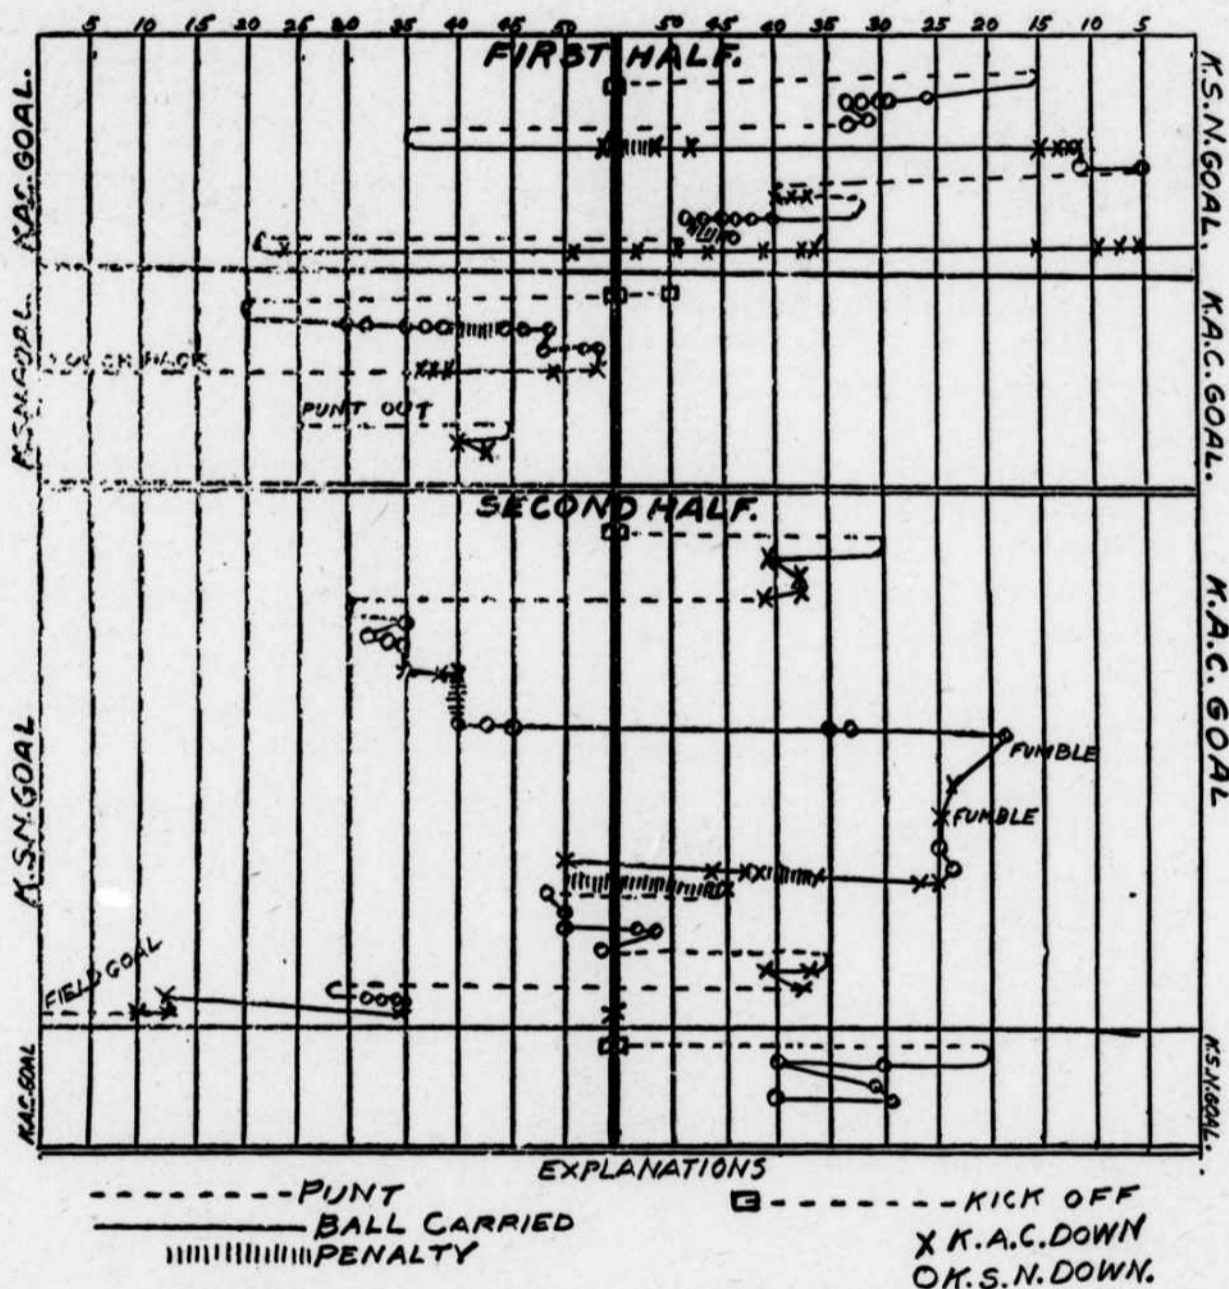 5 10 15 20 25 30 35 40 45 50 50 45 40 35 30 25 20 15 10 5
FIRST HALF.
K.A.C. GOAL.
K.S.N. GOAL.
K.S.N. GOAL.
K.A.C. GOAL.
PUNT OUT
SECOND HALF.
K.S.N. GOAL
K.A.C. GOAL
FUMBLE
FUMBLE
FIELD GOAL
K.A.C. GOAL
K.S.N. GOAL.
EXPLANATIONS
PUNT
BALL CARRIED
PENALTY
KICK OFF
X K.A.C. DOWN
O K.S.N. DOWN.